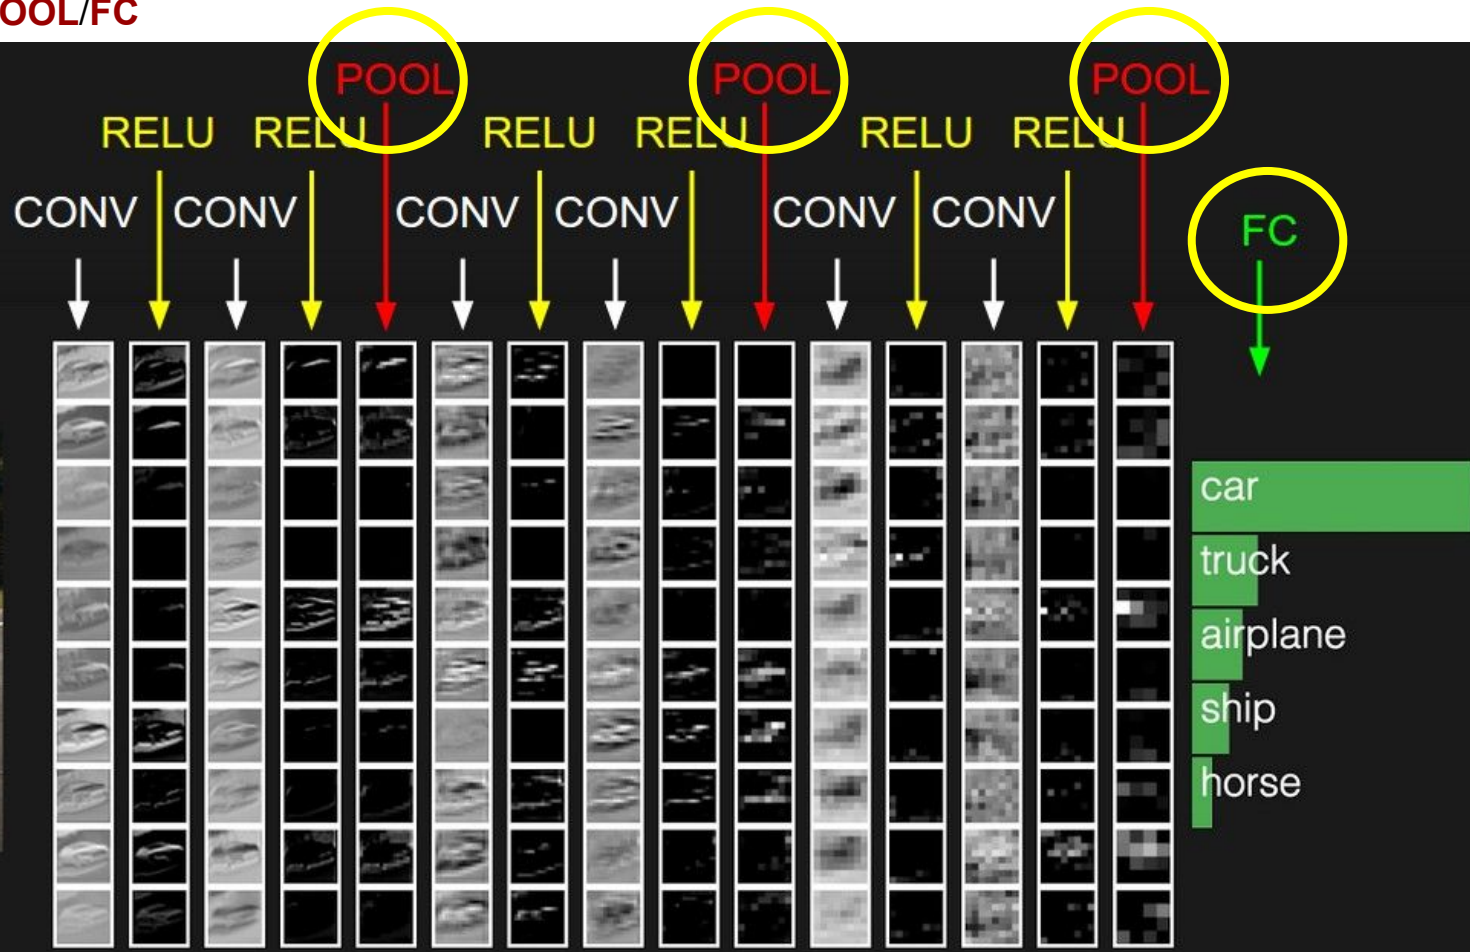 OOL/FC
POOL POOL POOL
RELU RELU RELU RELU RELU RELU
CONV CONV CONV CONV CONV CONV FC
car
truck
airplane
ship
horse